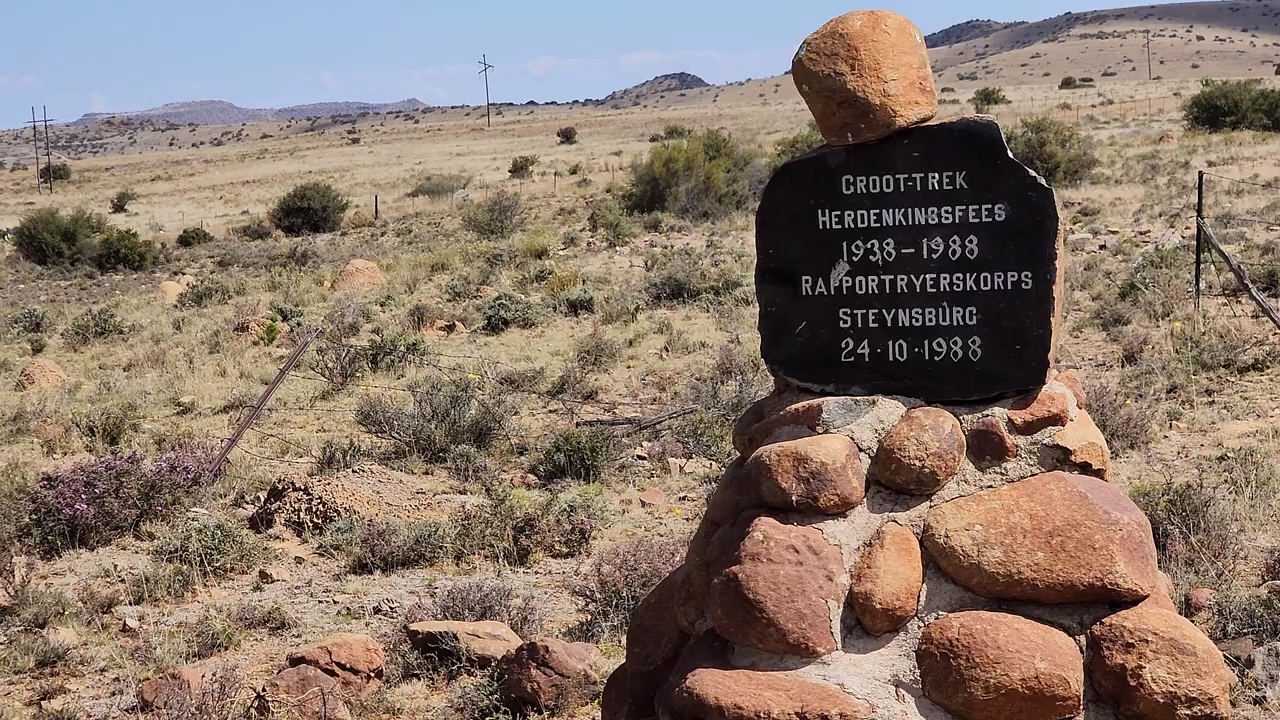 GROOT-TREK
HERDENKINGSFEES
1938-1988
RAPPORTRYERSKORPS
STEYNSBURG
24·10·1988